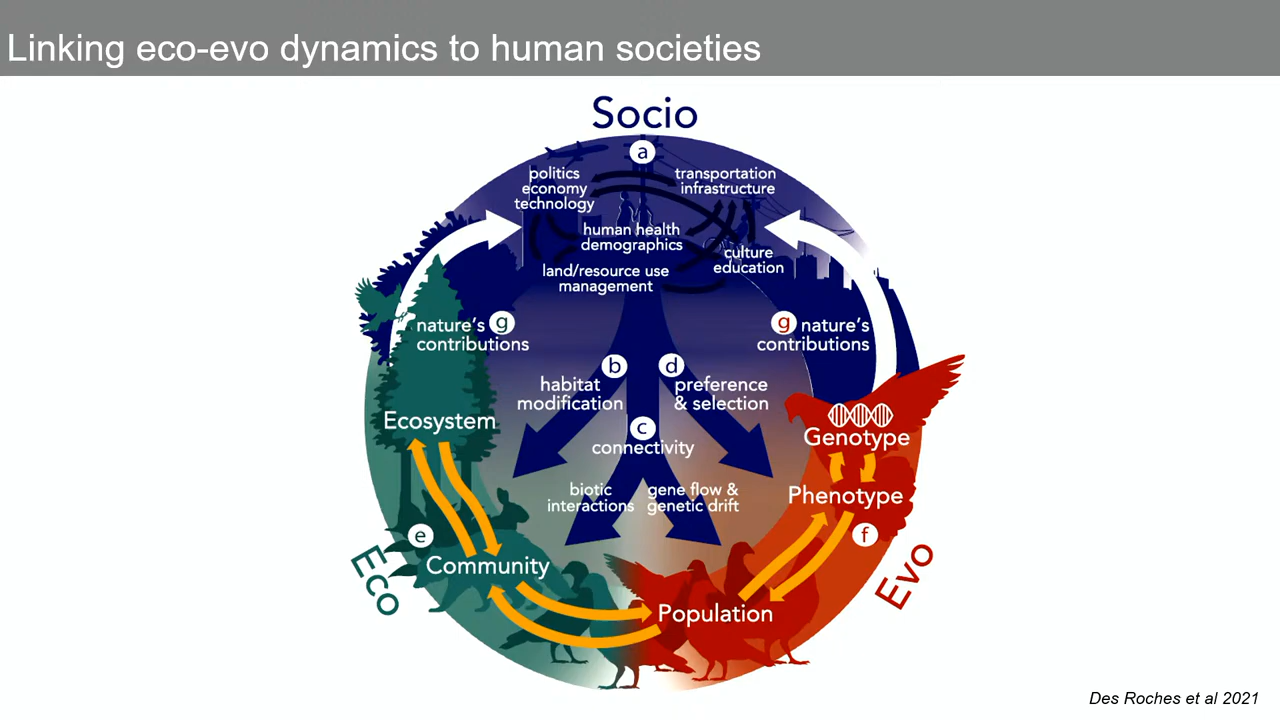 Linking eco-evo dynamics to human societies
Socio
a
politics
economy
technology
transportation
infrastructure
human health
demographics
culture
education
land/resource use
management
nature's g
contributions
g nature's
contributions
b
habitat
modification
d
preference
& selection
c
connectivity
biotic
interactions
gene flow &
genetic drift
Ecosystem
Genotype
Phenotype
e
f
Community
Population
Eco
Evo
Des Roches et al 2021